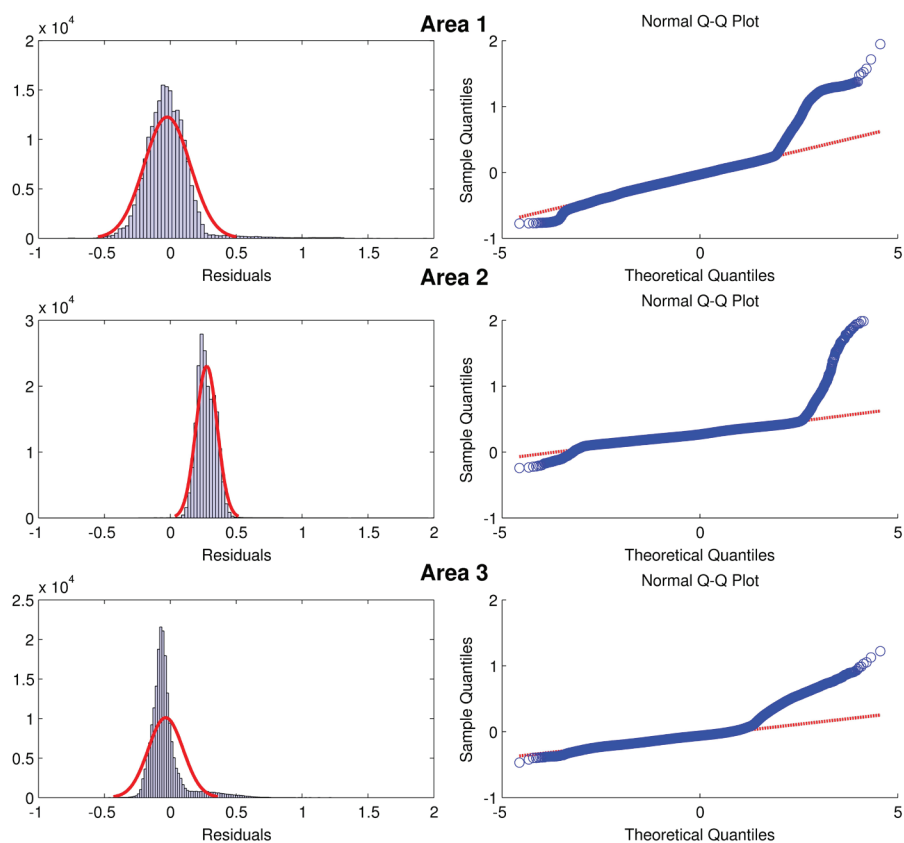 Area 1
x 10^4
2
1.5
1
0.5
0
-1 -0.5 0 0.5 1 1.5 2
Residuals
Normal Q-Q Plot
Sample Quantiles
2
1
0
-1
-5 0 5
Theoretical Quantiles
Area 2
x 10^4
3
2
1
0
-1 -0.5 0 0.5 1 1.5 2
Residuals
Normal Q-Q Plot
Sample Quantiles
2
1
0
-1
-5 0 5
Theoretical Quantiles
Area 3
x 10^4
2.5
2
1.5
1
0.5
0
-1 -0.5 0 0.5 1 1.5 2
Residuals
Normal Q-Q Plot
Sample Quantiles
2
1
0
-1
-5 0 5
Theoretical Quantiles